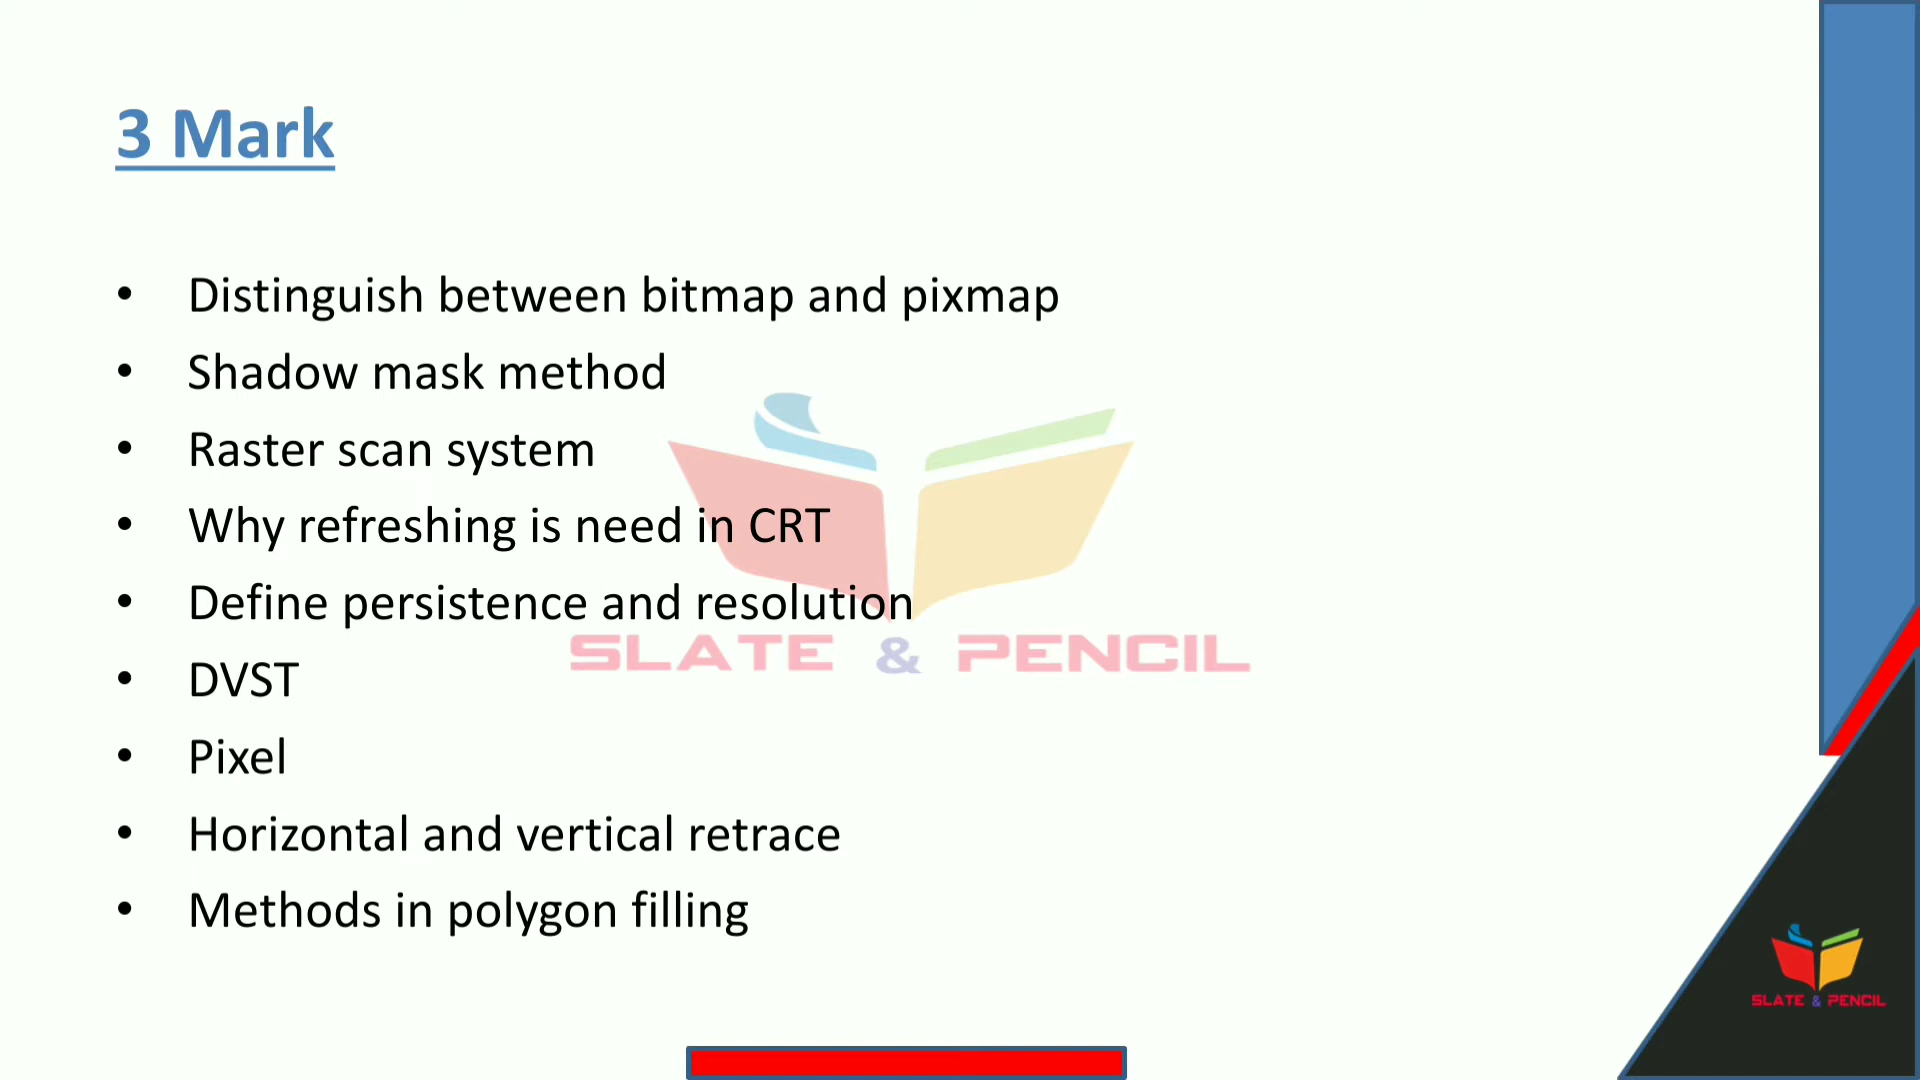 3 Mark
• Distinguish between bitmap and pixmap
• Shadow mask method
• Raster scan system
• Why refreshing is need in CRT
• Define persistence and resolution
SLATE & PENCIL
• DVST
• Pixel
• Horizontal and vertical retrace
• Methods in polygon filling
SLATE & PENCIL